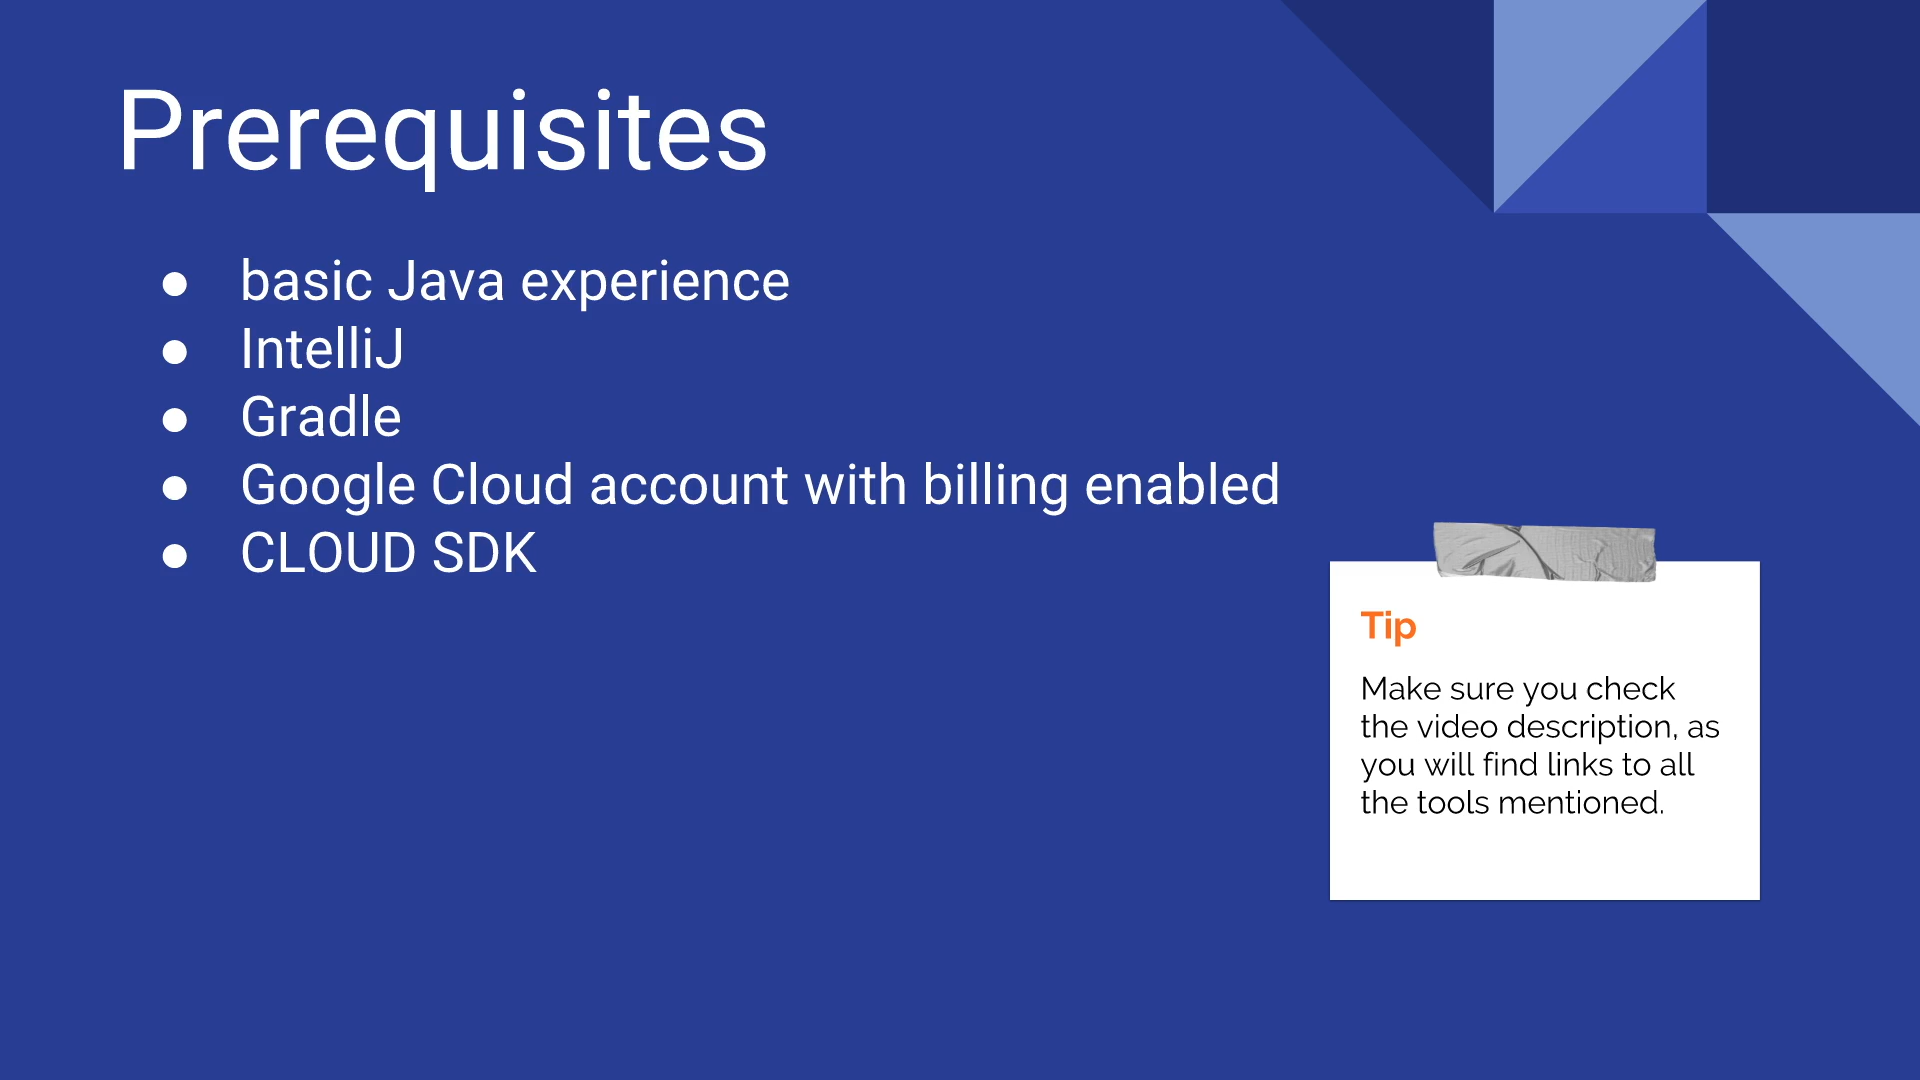 Prerequisites
● basic Java experience
● IntelliJ
● Gradle
● Google Cloud account with billing enabled
● CLOUD SDK
Tip
Make sure you check
the video description, as
you will find links to all
the tools mentioned.